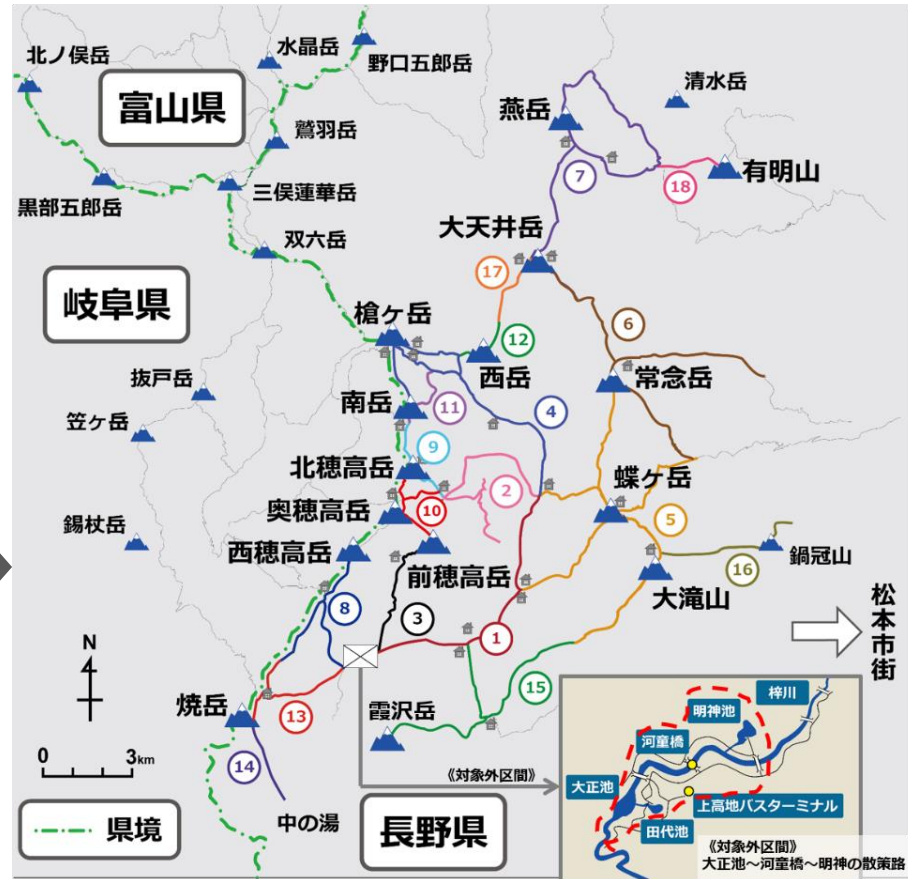 北ノ俣岳
水晶岳
野口五郎岳
富山県
清水岳
燕岳
鷲羽岳
7
18
有明山
黒部五郎岳
三俣蓮華岳
大天井岳
双六岳
17
岐阜県
槍ヶ岳
12
6
西岳
常念岳
抜戸岳
南岳
11
4
笠ヶ岳
9
北穂高岳
2
蝶ヶ岳
奥穂高岳
10
5
錫杖岳
西穂高岳
前穂高岳
16
鍋冠山
大滝山
8
3
1
松本市街
N
焼岳
13
15
霞沢岳
0
3km
14
《対象外区間》
県境
中の湯
長野県
明神池
梓川
河童橋
大正池
上高地バスターミナル
田代池
《対象外区間》
大正池～河童橋～明神の散策路